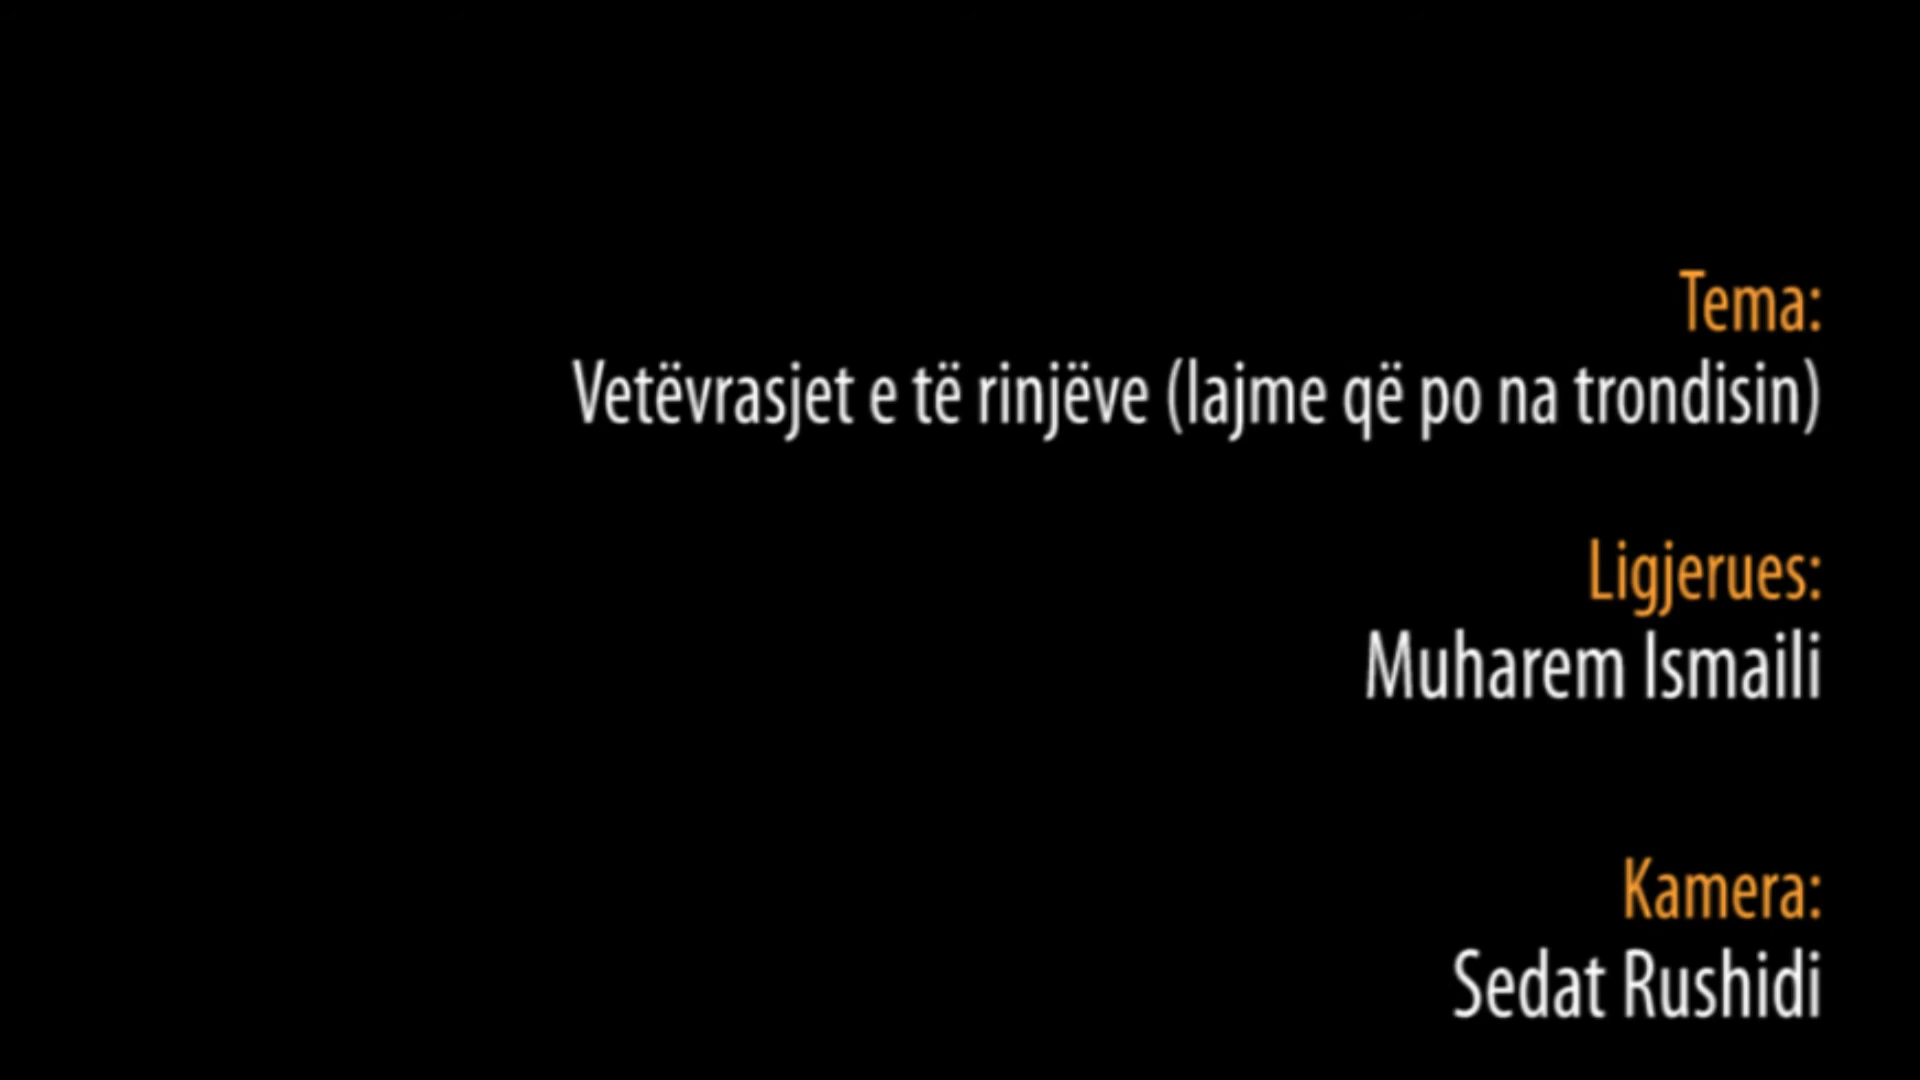 Tema:
Vetëvrasjet e të rinjëve (lajme që po na trondisin)
Ligjerues:
Muharem Ismaili
Kamera:
Sedat Rushidi